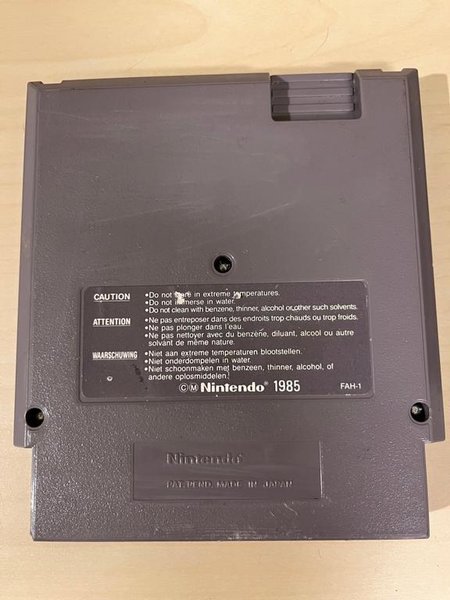 CAUTION •Do not store in extreme temperatures.
•Do not immerse in water.
•Do not clean with benzene, thinner, alcohol or other such solvents.
ATTENTION •Ne pas entreposer dans des endroits trop chauds ou trop froids.
•Ne pas plonger dans l'eau.
•Ne pas nettoyer avec du benzène, diluant, alcool ou autre
solvant de même nature.
WAARSCHUWING •Niet aan extreme temperaturen blootstellen.
•Niet onderdompelen in water.
•Niet schoonmaken met benzeen, thinner, alcohol, of
andere oplosmiddelen.
©M Nintendo® 1985 FAH-1
Nintendo®
PAT. PEND. MADE IN JAPAN